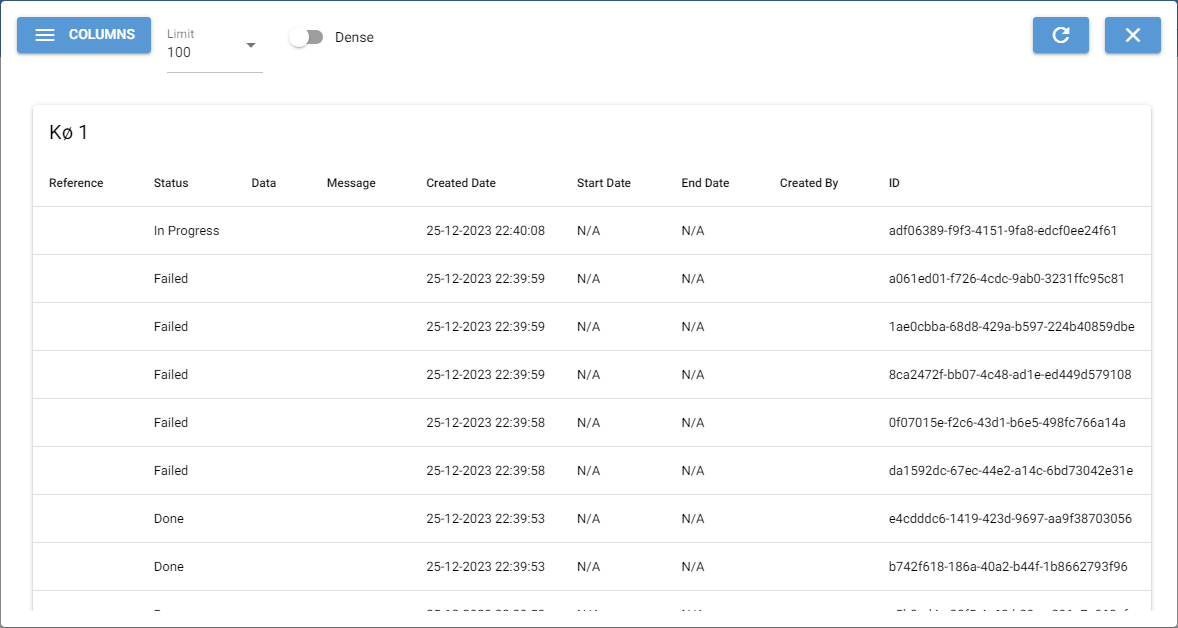 COLUMNS
Limit
100
Dense
Kø 1
Reference Status Data Message Created Date Start Date End Date Created By ID
In Progress 25-12-2023 22:40:08 N/A N/A adf06389-f9f3-4151-9fa8-edcf0ee24f61
Failed 25-12-2023 22:39:59 N/A N/A a061ed01-f726-4cdc-9ab0-3231ffc95c81
Failed 25-12-2023 22:39:59 N/A N/A 1ae0cbba-68d8-429a-b597-224b40859dbe
Failed 25-12-2023 22:39:59 N/A N/A 8ca2472f-bb07-4c48-ad1e-ed449d579108
Failed 25-12-2023 22:39:58 N/A N/A 0f07015e-f2c6-43d1-b6e5-498fc766a14a
Failed 25-12-2023 22:39:58 N/A N/A da1592dc-67ec-44e2-a14c-6bd73042e31e
Done 25-12-2023 22:39:53 N/A N/A e4cdddc6-1419-423d-9697-aa9f38703056
Done 25-12-2023 22:39:53 N/A N/A b742f618-186a-40a2-b44f-1b8662793f96